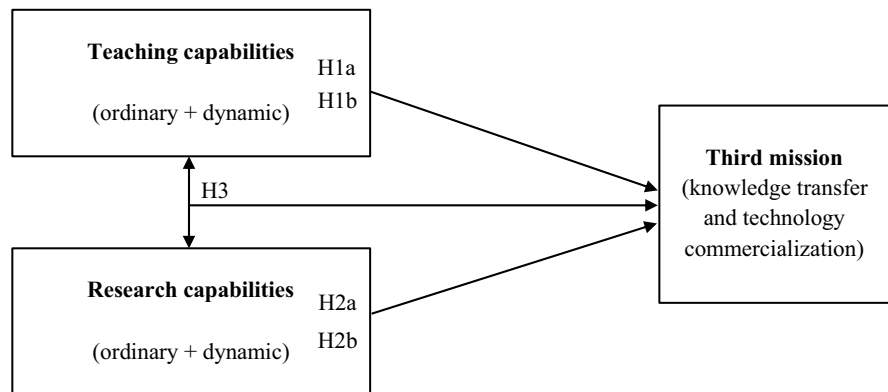 Teaching capabilities
H1a
H1b
(ordinary + dynamic)
H3
Third mission
(knowledge transfer
and technology
commercialization)
Research capabilities
H2a
H2b
(ordinary + dynamic)